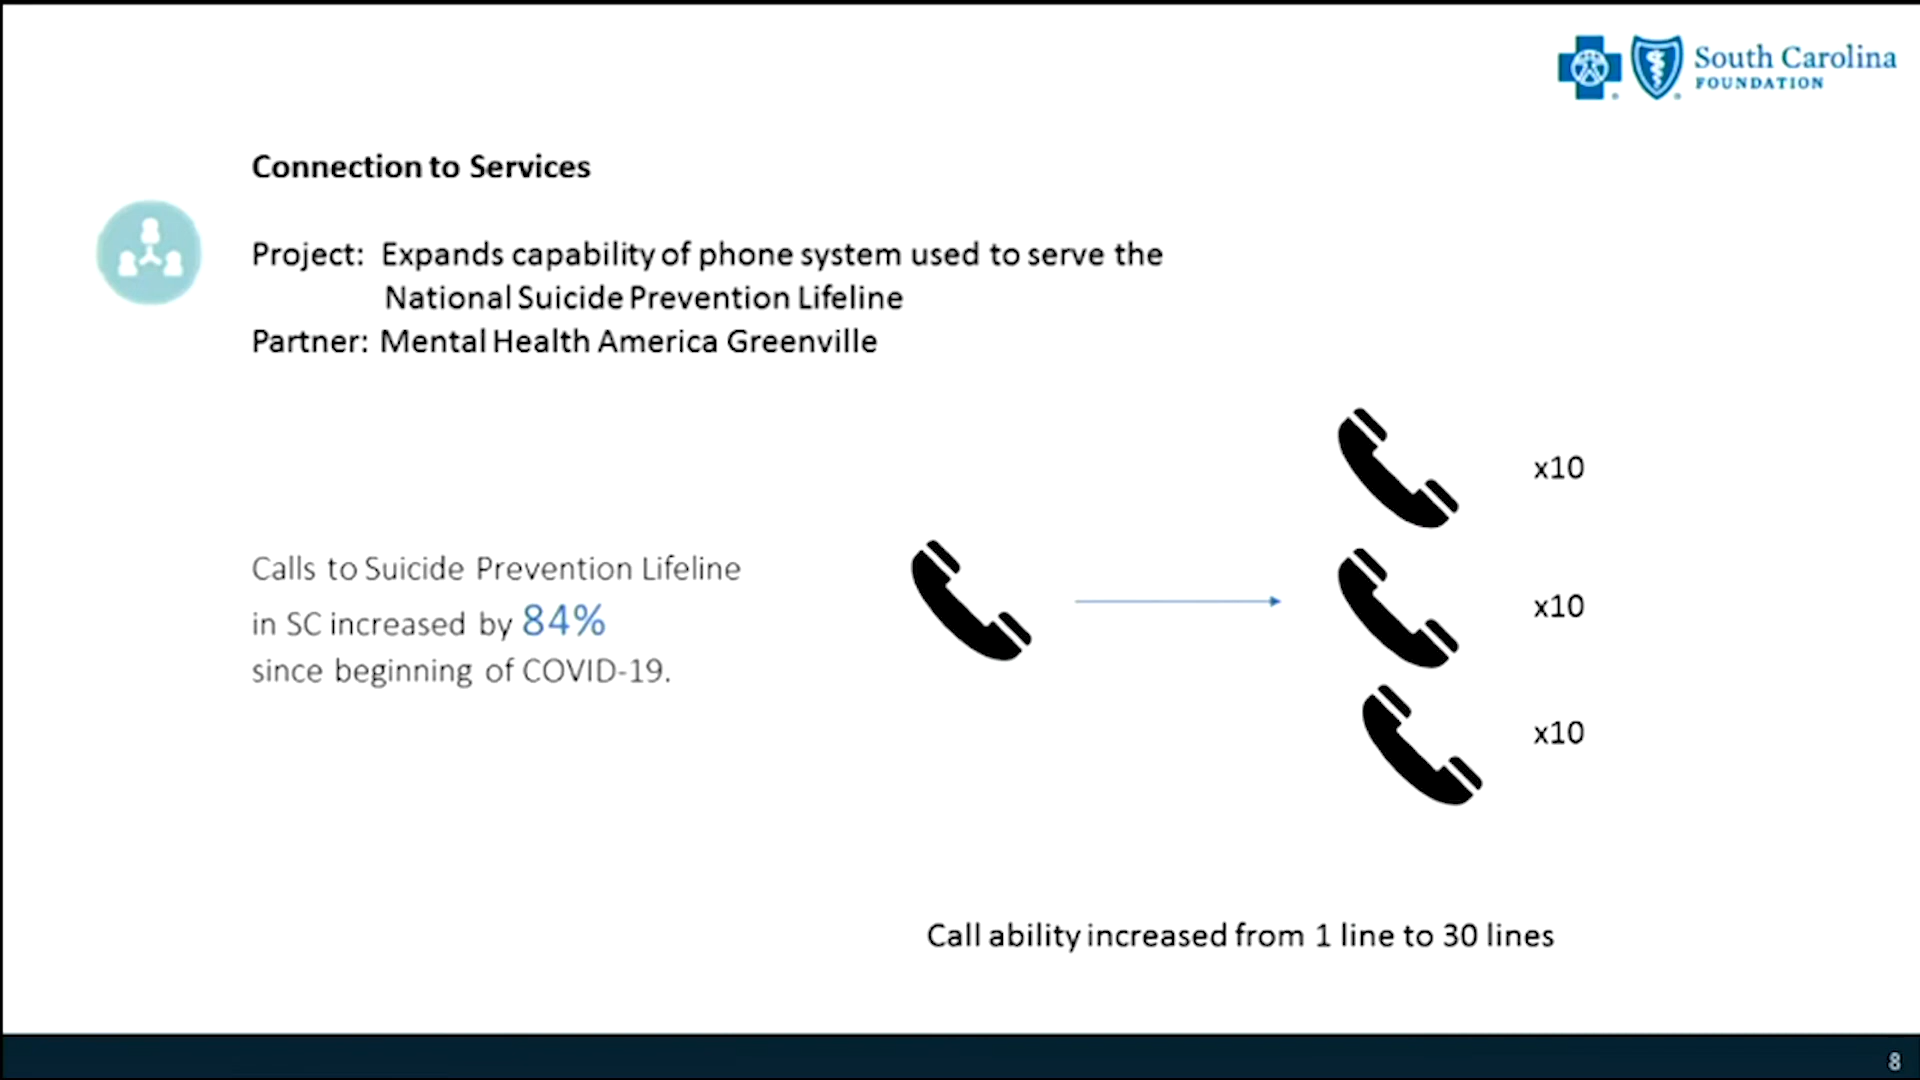 South Carolina
FOUNDATION
Connection to Services
Project: Expands capability of phone system used to serve the
National Suicide Prevention Lifeline
Partner: Mental Health America Greenville
Calls to Suicide Prevention Lifeline
in SC increased by 84%
since beginning of COVID-19.
x10
x10
x10
Call ability increased from 1 line to 30 lines
8